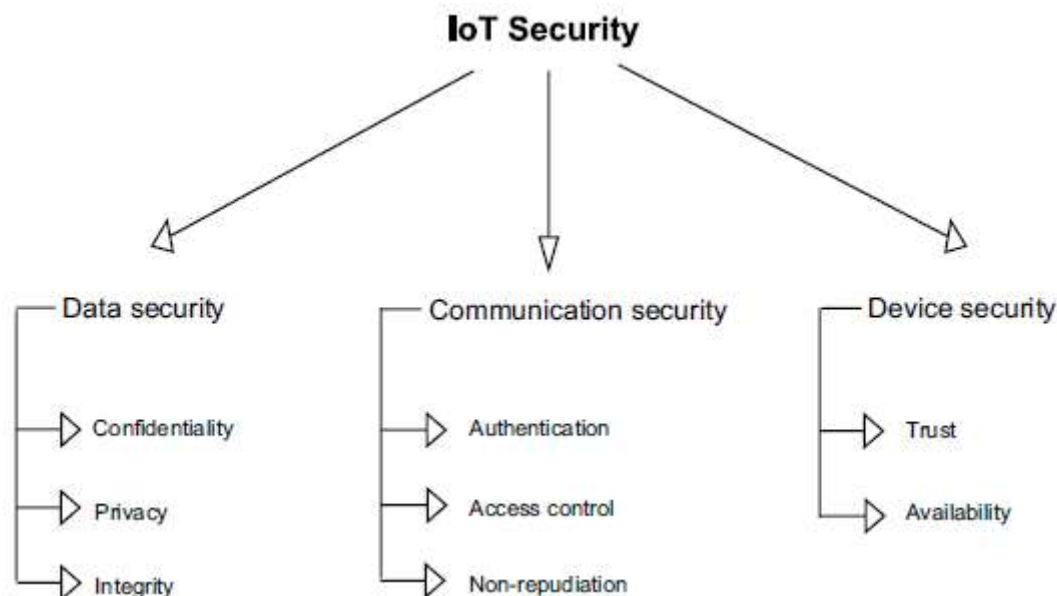 IoT Security
Data security
Confidentiality
Privacy
Integrity
Communication security
Authentication
Access control
Non-repudiation
Device security
Trust
Availability